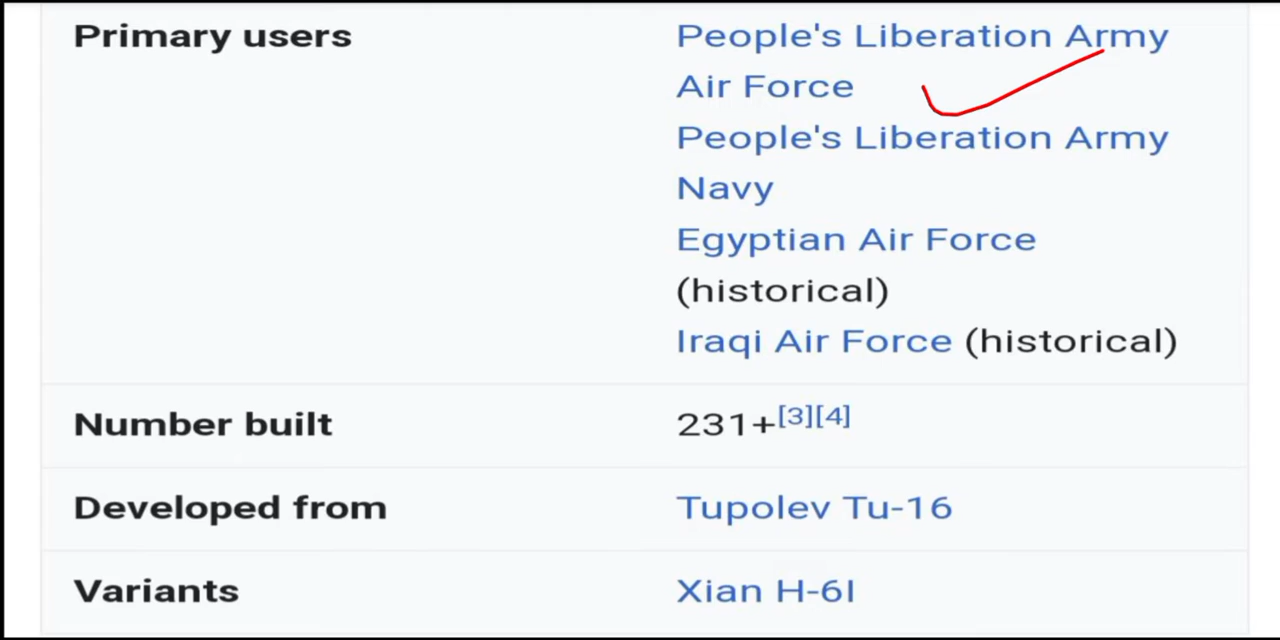 Primary users People's Liberation Army
Air Force
People's Liberation Army
Navy
Egyptian Air Force
(historical)
Iraqi Air Force (historical)
Number built 231+[3][4]
Developed from Tupolev Tu-16
Variants Xian H-6I